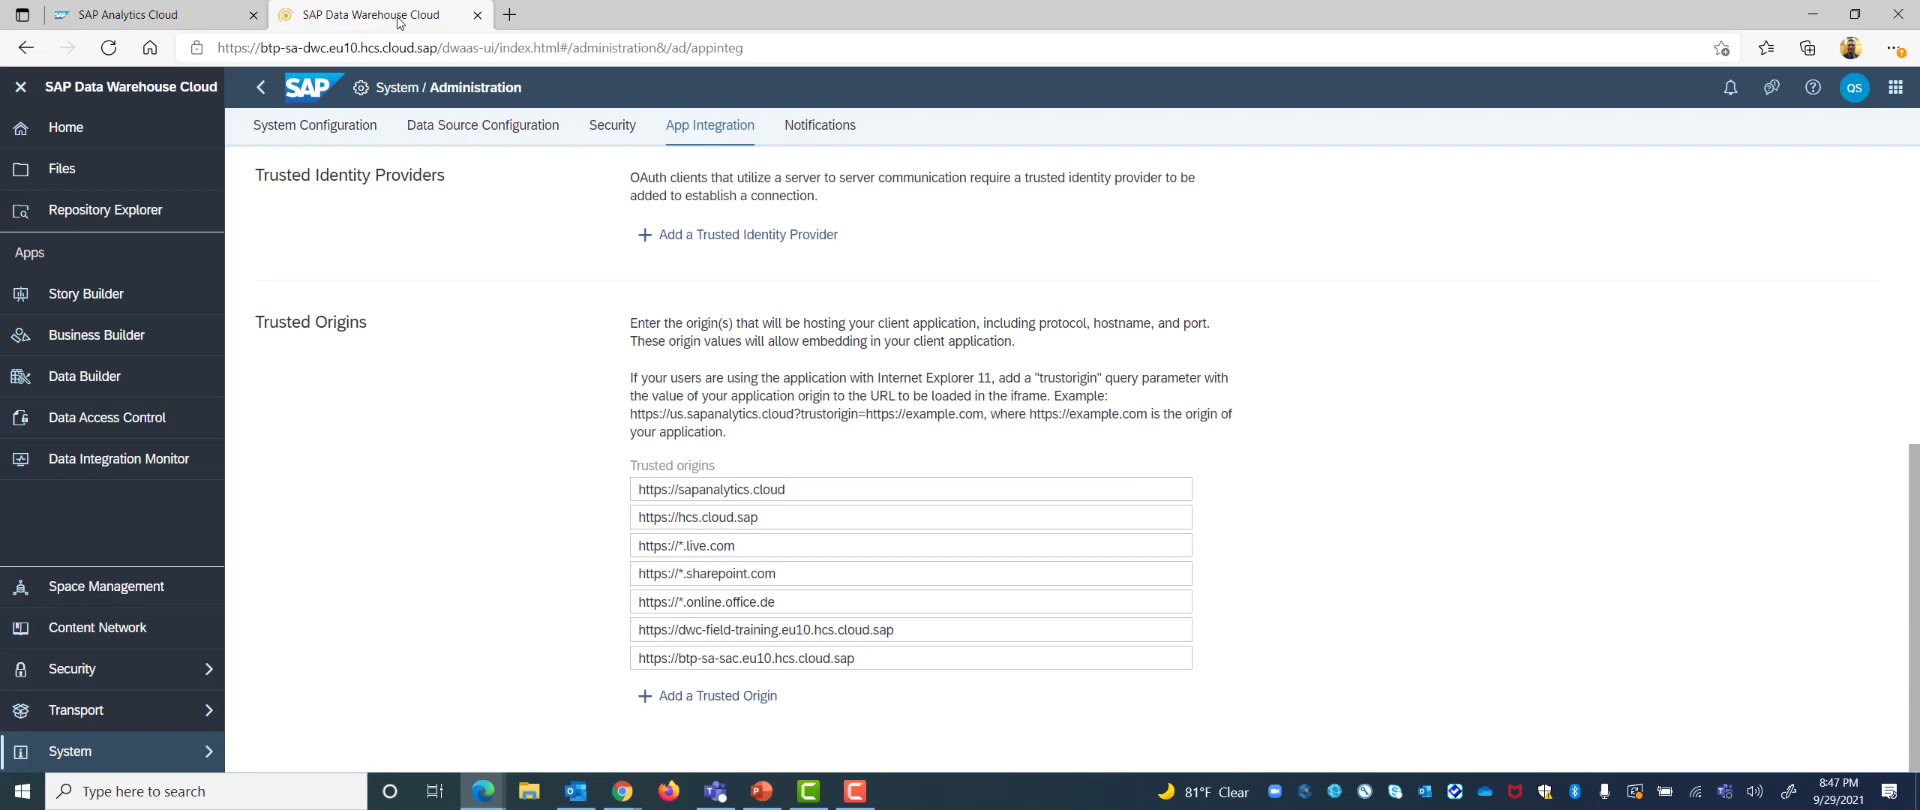 SAP Analytics Cloud
SAP Data Warehouse Cloud
https://btp-sa-dwc.eu10.hcs.cloud.sap/dwaas-ui/index.html#/administration&/ad/appinteg
SAP Data Warehouse Cloud
SAP
System / Administration
QS
Home
Files
Repository Explorer
Apps
Story Builder
Business Builder
Data Builder
Data Access Control
Data Integration Monitor
Space Management
Content Network
Security
Transport
System
System Configuration
Data Source Configuration
Security
App Integration
Notifications
Trusted Identity Providers
OAuth clients that utilize a server to server communication require a trusted identity provider to be
added to establish a connection.
Add a Trusted Identity Provider
Trusted Origins
Enter the origin(s) that will be hosting your client application, including protocol, hostname, and port.
These origin values will allow embedding in your client application.
If your users are using the application with Internet Explorer 11, add a "trustorigin" query parameter with
the value of your application origin to the URL to be loaded in the iframe. Example:
https://us.sapanalytics.cloud?trustorigin=https://example.com, where https://example.com is the origin of
your application.
Trusted origins
https://sapanalytics.cloud
https://hcs.cloud.sap
https://*.live.com
https://*.sharepoint.com
https://*.online.office.de
https://dwc-field-training.eu10.hcs.cloud.sap
https://btp-sa-sac.eu10.hcs.cloud.sap
Add a Trusted Origin
Type here to search
81°F Clear
8:47 PM
9/29/2021